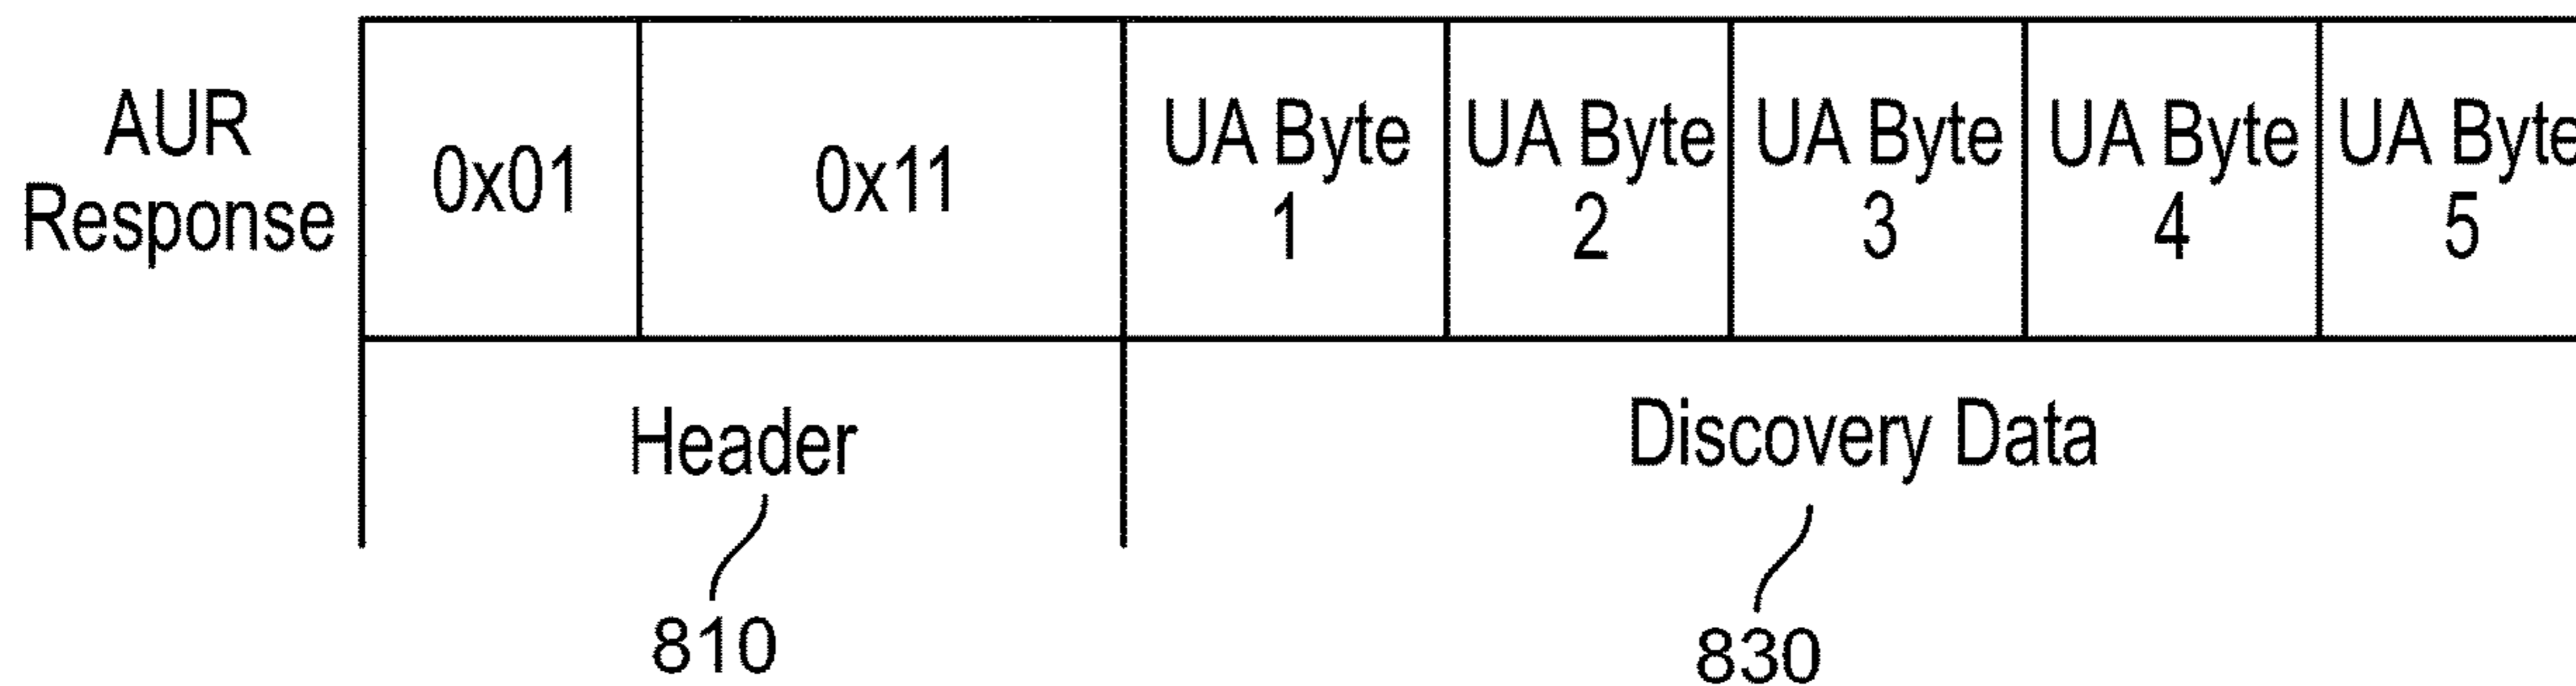 AUR
Response
0x01
0x11
UA Byte
1
UA Byte
2
UA Byte
3
UA Byte
4
UA Byte
5
Header
810
Discovery Data
830